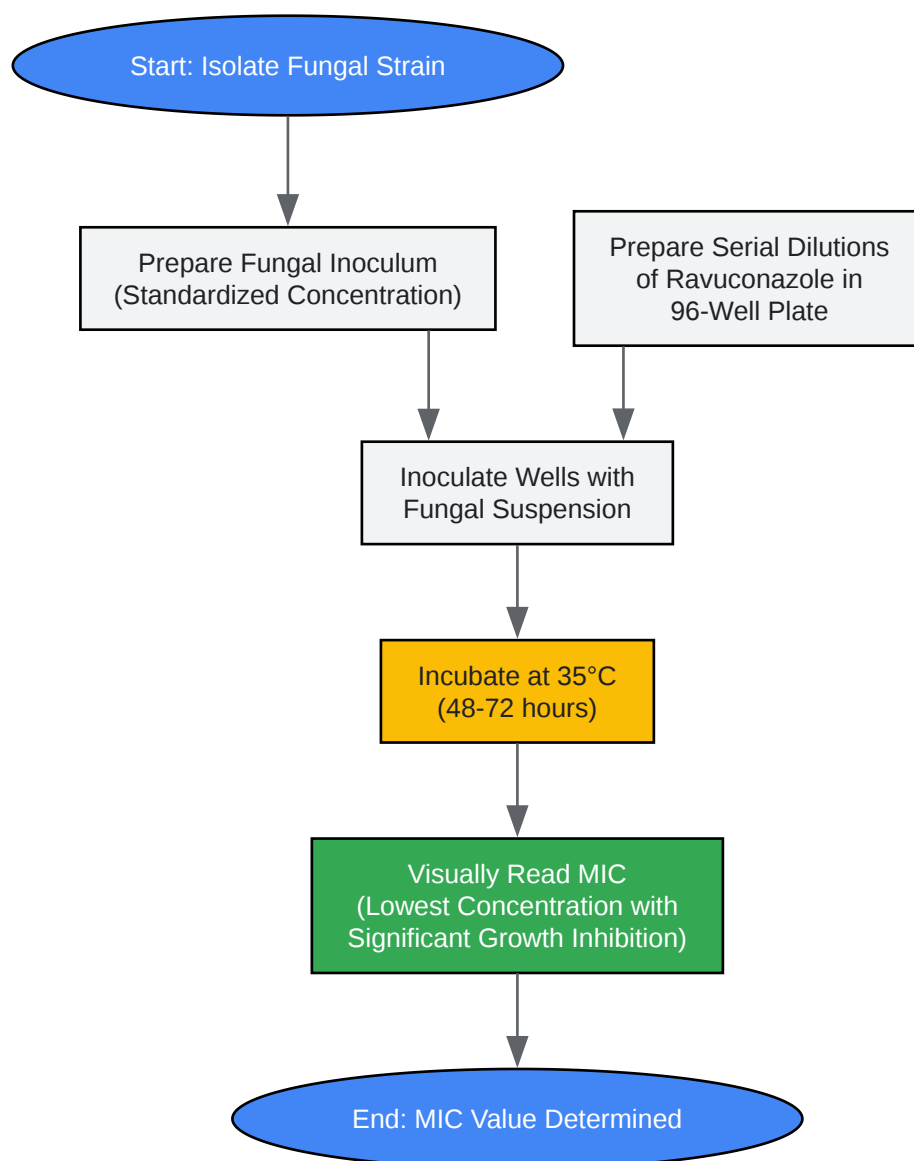 Start: Isolate Fungal Strain
Prepare Fungal Inoculum
(Standardized Concentration)
Prepare Serial Dilutions
of Ravuconazole in
96-Well Plate
Inoculate Wells with
Fungal Suspension
Incubate at 35°C
(48-72 hours)
Visually Read MIC
(Lowest Concentration with
Significant Growth Inhibition)
End: MIC Value Determined